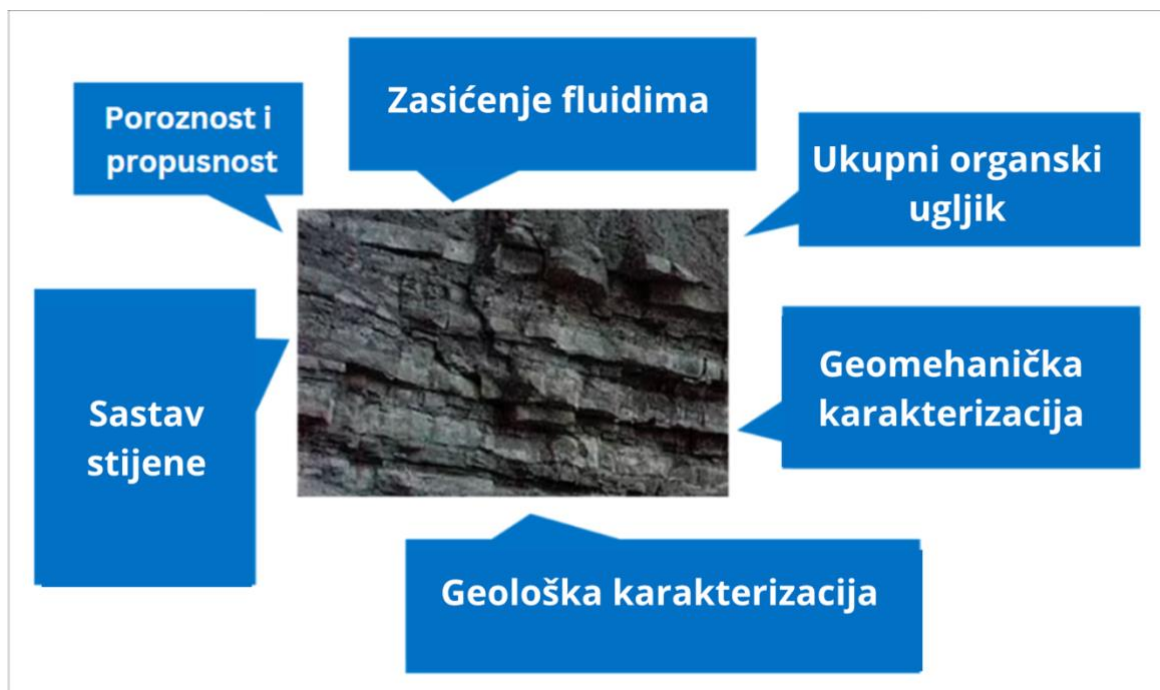 Zasićenje fluidima
Poroznost i
propusnost
Ukupni organski
ugljik
Sastav
stijene
Geomehanička
karakterizacija
Geološka karakterizacija